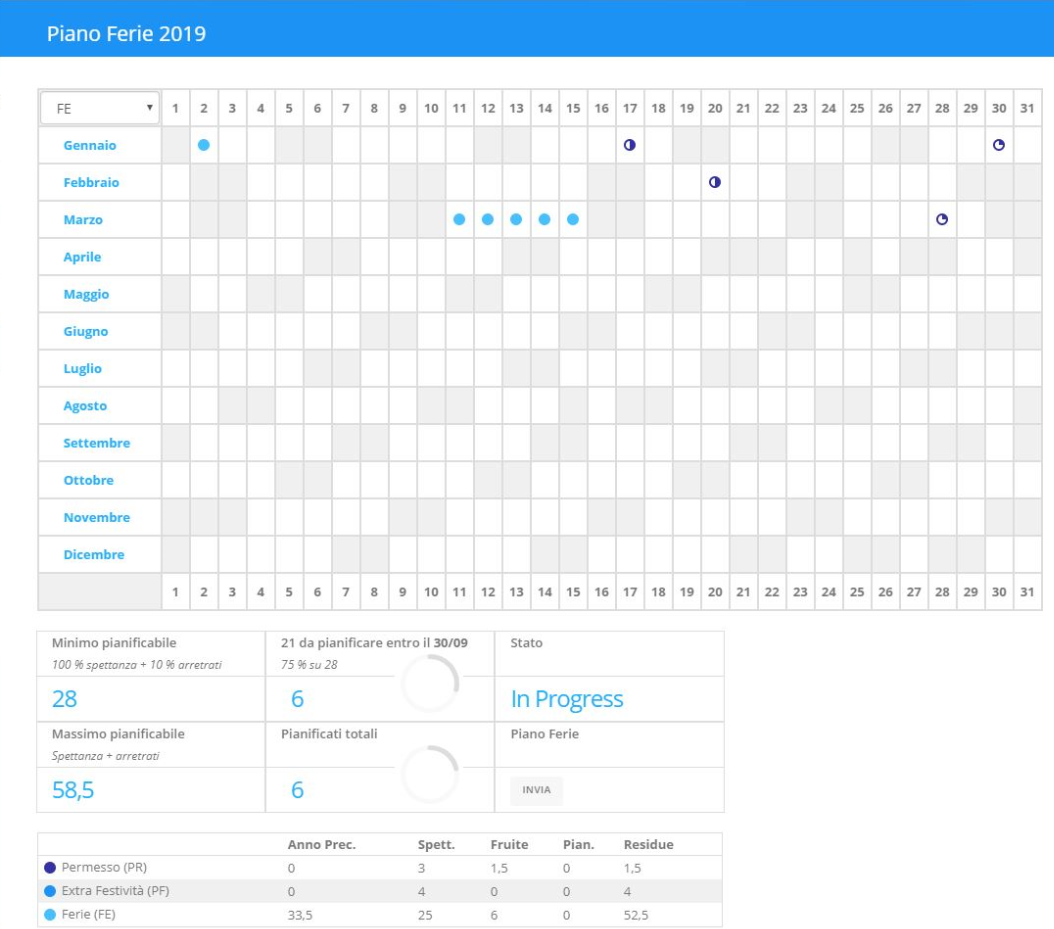 Piano Ferie 2019
FE 1 2 3 4 5 6 7 8 9 10 11 12 13 14 15 16 17 18 19 20 21 22 23 24 25 26 27 28 29 30 31
Gennaio
Febbraio
Marzo
Aprile
Maggio
Giugno
Luglio
Agosto
Settembre
Ottobre
Novembre
Dicembre
1 2 3 4 5 6 7 8 9 10 11 12 13 14 15 16 17 18 19 20 21 22 23 24 25 26 27 28 29 30 31
Minimo pianificabile 21 da pianificare entro il 30/09 Stato
100 % spettanza + 10 % arretrati 75 % su 28
28 6 In Progress
Massimo pianificabile Pianificati totali Piano Ferie
Spettanza + arretrati
58,5 6 INVIA
Anno Prec. Spett. Fruite Pian. Residue
Permesso (PR) 0 3 1,5 0 1,5
Extra Festività (PF) 0 4 0 0 4
Ferie (FE) 33,5 25 6 0 52,5